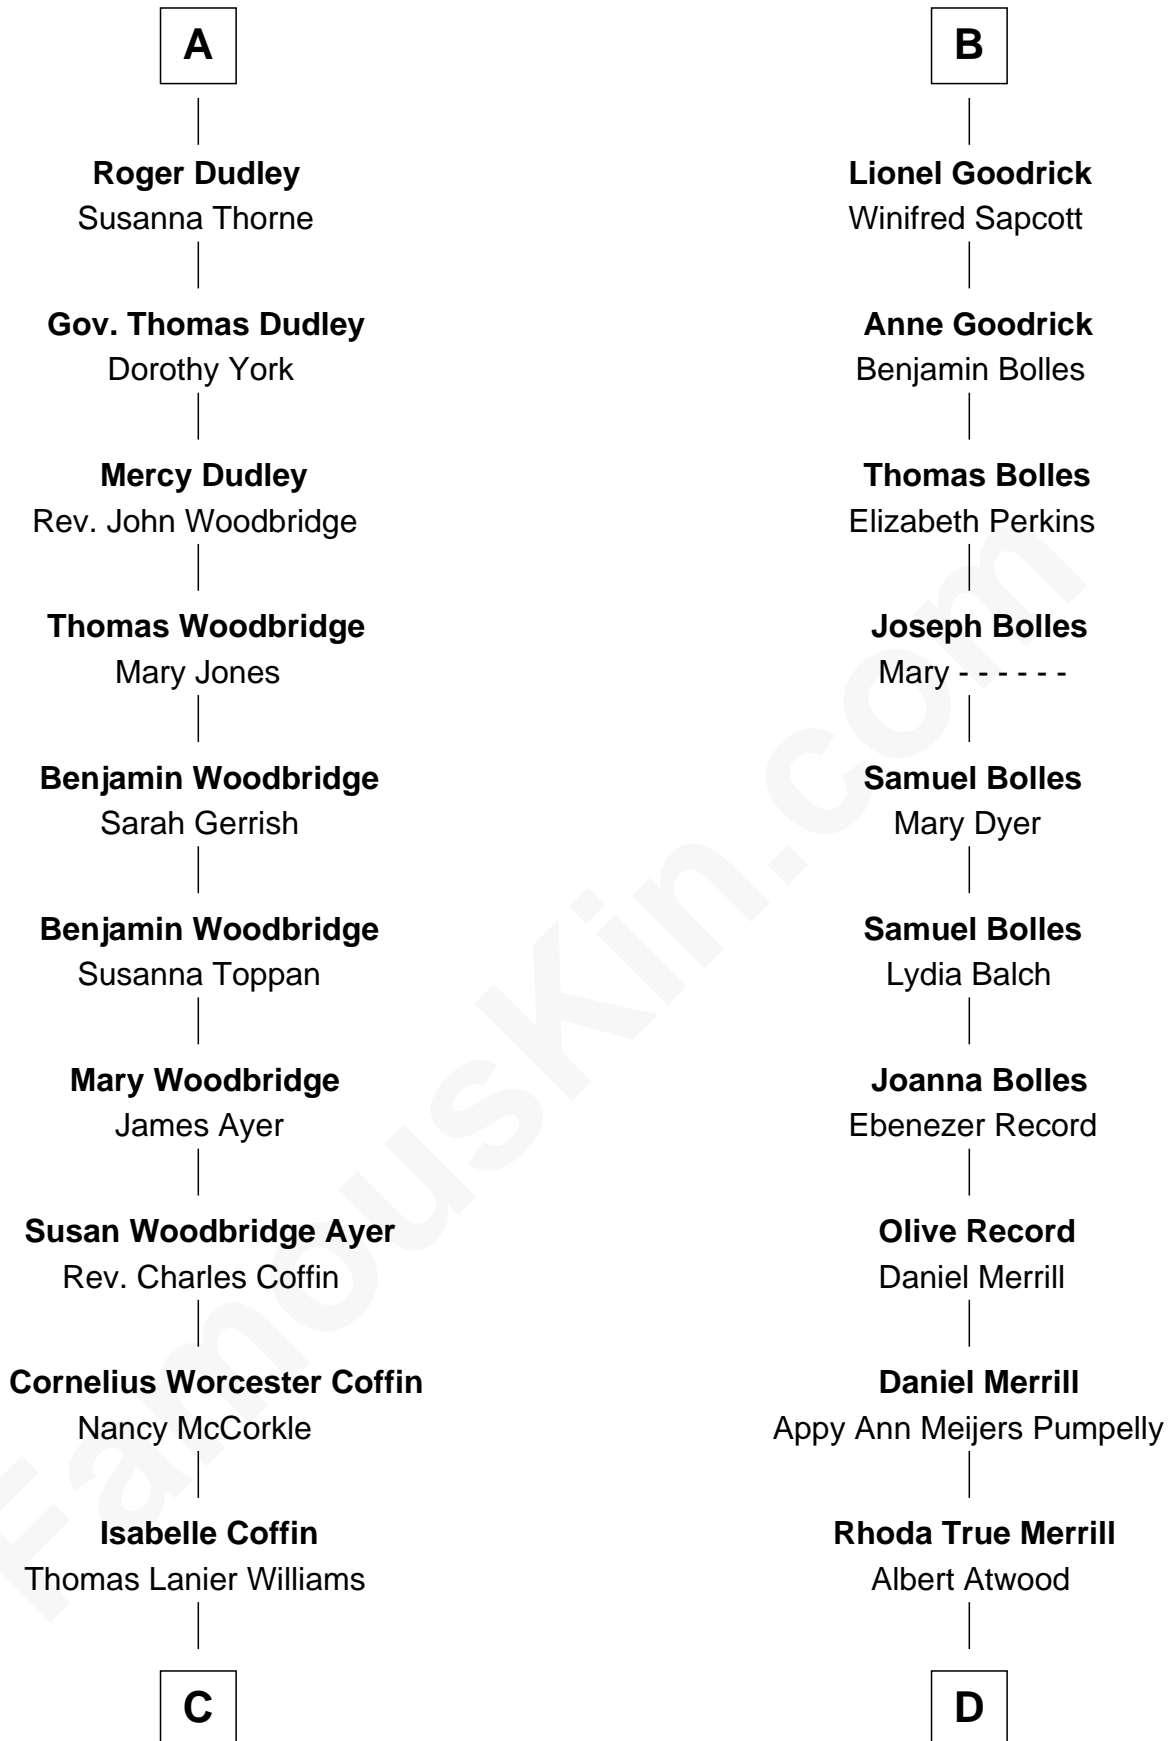 A
Roger Dudley
Susanna Thorne
Gov. Thomas Dudley
Dorothy York
Mercy Dudley
Rev. John Woodbridge
Thomas Woodbridge
Mary Jones
Benjamin Woodbridge
Sarah Gerrish
Benjamin Woodbridge
Susanna Toppan
Mary Woodbridge
James Ayer
Susan Woodbridge Ayer
Rev. Charles Coffin
Cornelius Worcester Coffin
Nancy McCorkle
Isabelle Coffin
Thomas Lanier Williams
C
B
Lionel Goodrick
Winifred Sapcott
Anne Goodrick
Benjamin Bolles
Thomas Bolles
Elizabeth Perkins
Joseph Bolles
Mary - - - - - -
Samuel Bolles
Mary Dyer
Samuel Bolles
Lydia Balch
Joanna Bolles
Ebenezer Record
Olive Record
Daniel Merrill
Daniel Merrill
Appy Ann Meijers Pumpelly
Rhoda True Merrill
Albert Atwood
D
FamousKin.com